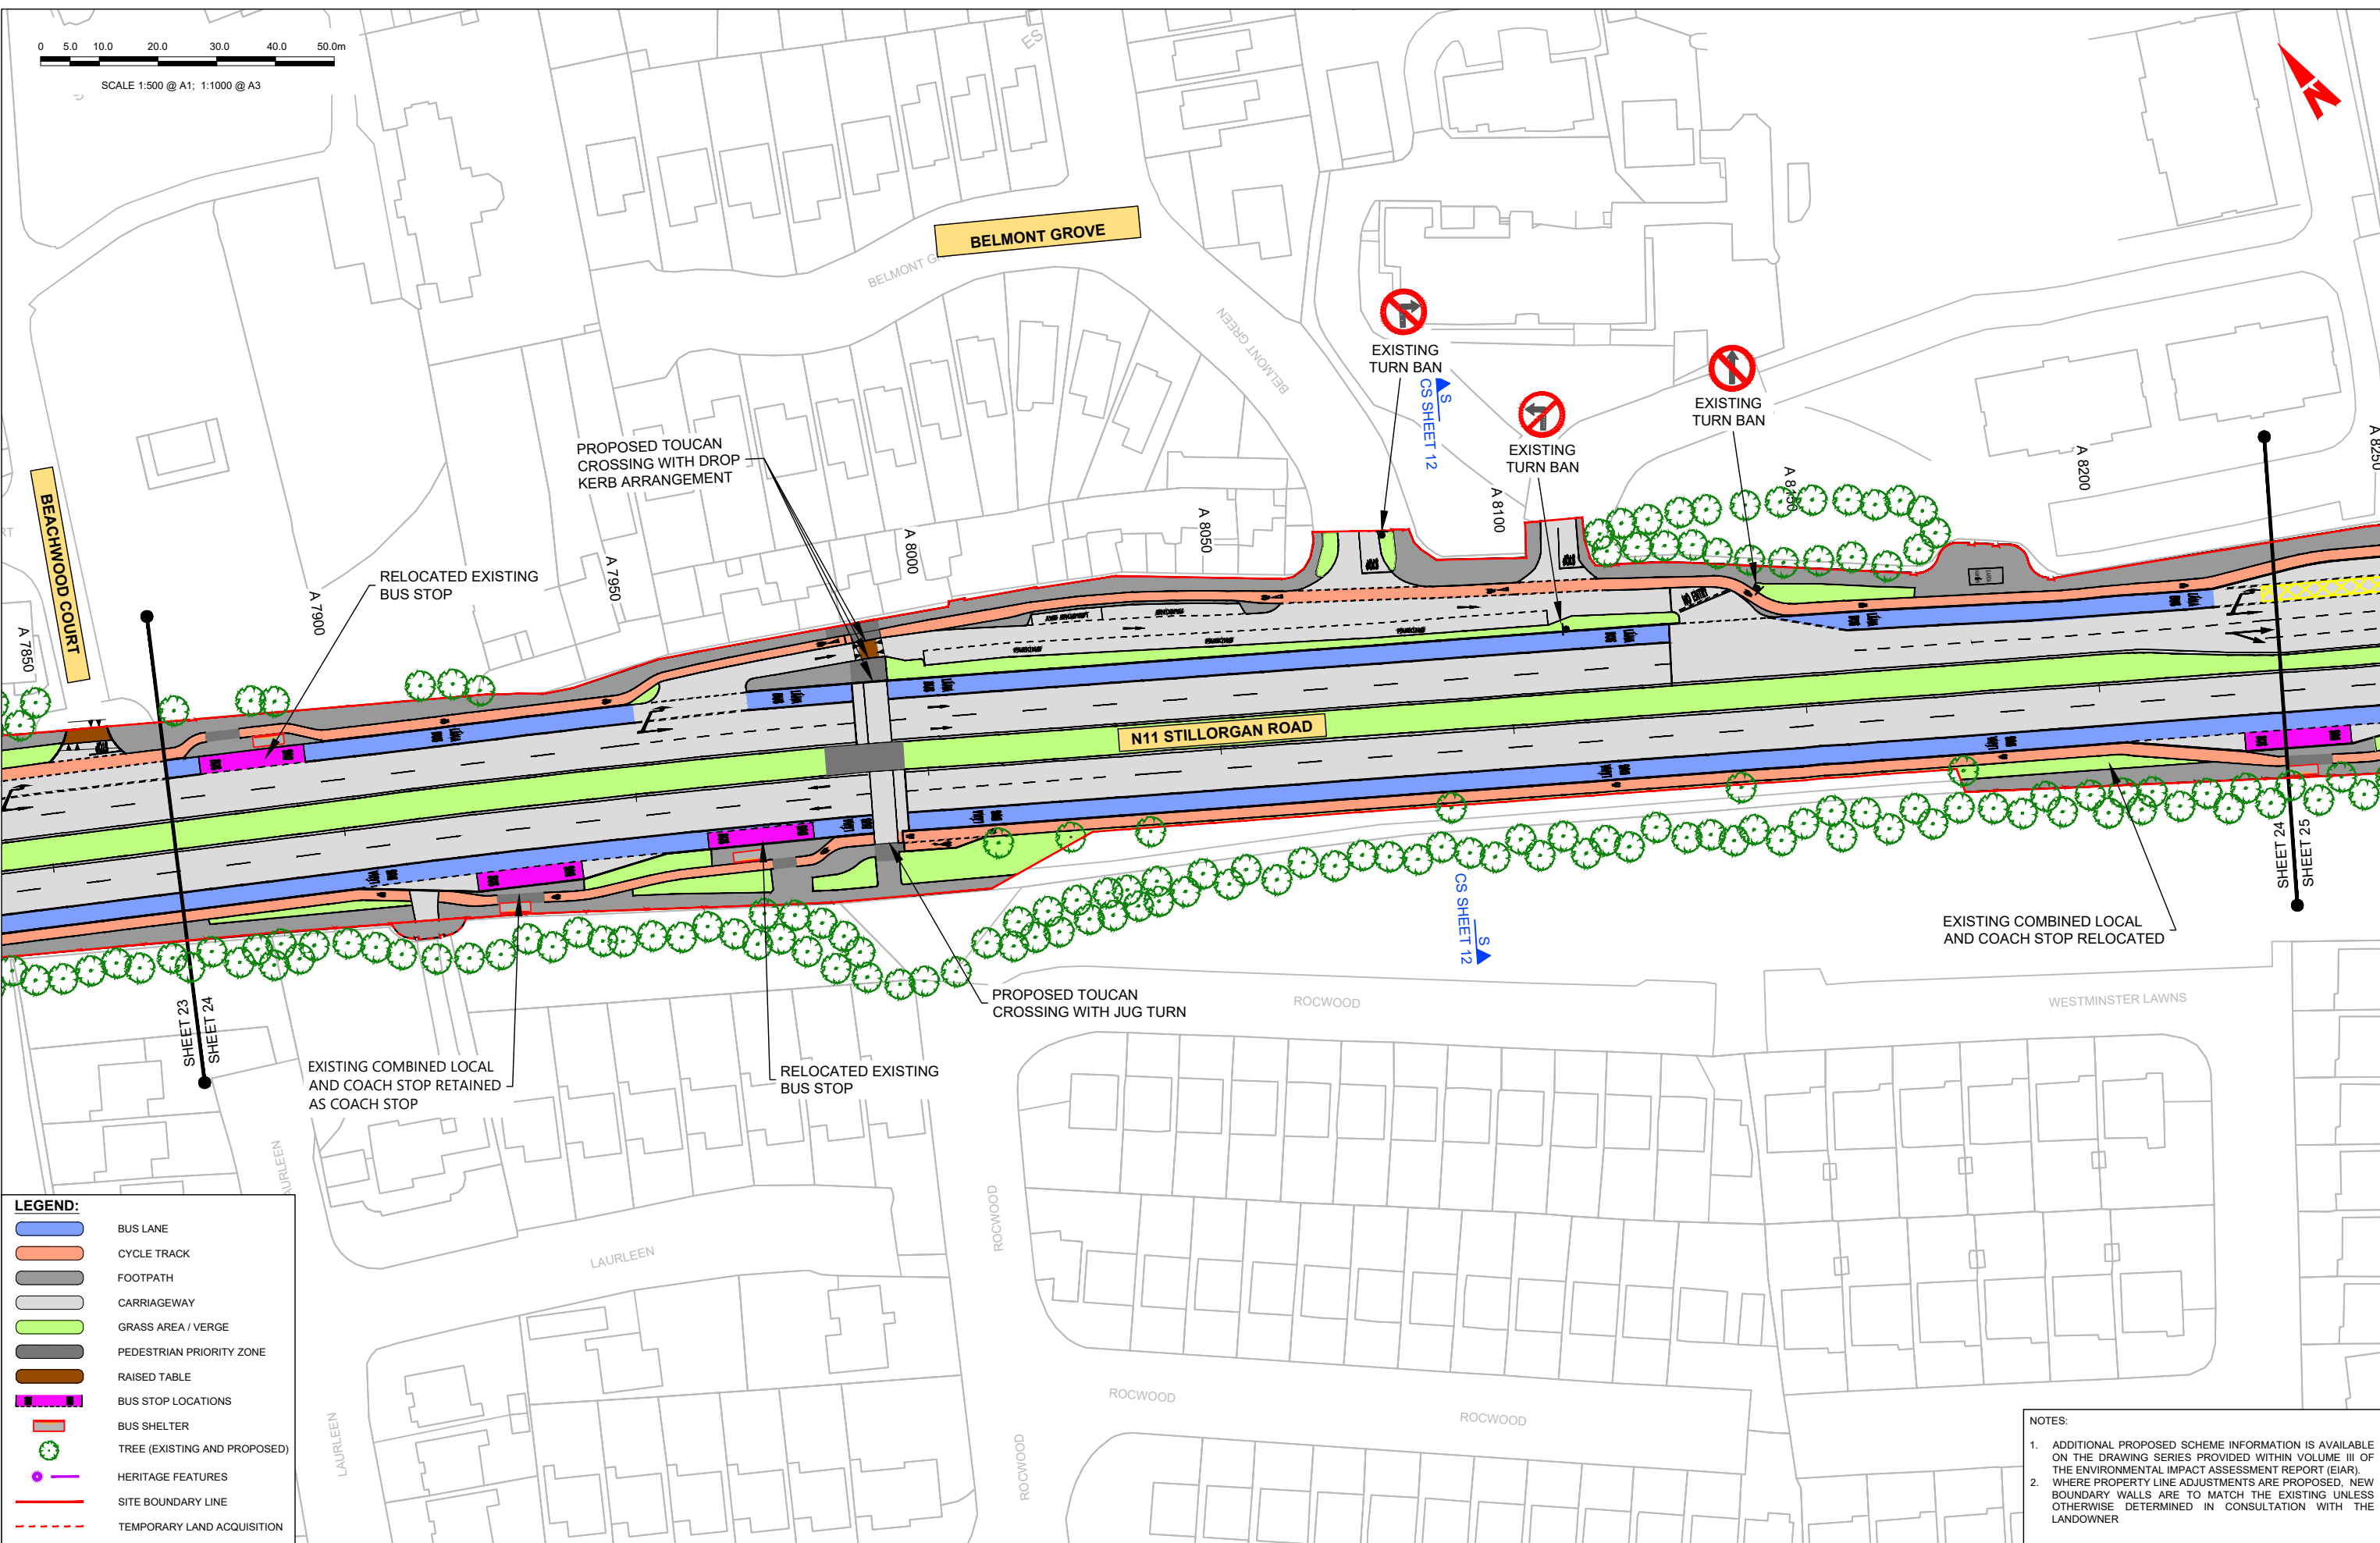 0 5.0 10.0 20.0 30.0 40.0 50.0m
SCALE 1:500 @ A1; 1:1000 @ A3
N
ES
BELMONT GROVE
BELMONT G
BELMONT GREEN
EXISTING
TURN BAN
EXISTING
TURN BAN
EXISTING
TURN BAN
S
CS SHEET 12
PROPOSED TOUCAN
CROSSING WITH DROP
KERB ARRANGEMENT
BEACHWOOD COURT
RT
RELOCATED EXISTING
BUS STOP
A 7850
A 7900
A 7950
A 8000
A 8050
A 8100
A 8150
A 8200
A 8250
N11 STILLORGAN ROAD
S
CS SHEET 12
SHEET 23
SHEET 24
SHEET 24
SHEET 25
EXISTING COMBINED LOCAL
AND COACH STOP RELOCATED
PROPOSED TOUCAN
CROSSING WITH JUG TURN
RELOCATED EXISTING
BUS STOP
EXISTING COMBINED LOCAL
AND COACH STOP RETAINED
AS COACH STOP
ROCWOOD
WESTMINSTER LAWNS
AURLEEN
LAURLEEN
LAURLEEN
ROCWOOD
ROCWOOD
ROCWOOD
ROCWOOD
LEGEND:
BUS LANE
CYCLE TRACK
FOOTPATH
CARRIAGEWAY
GRASS AREA / VERGE
PEDESTRIAN PRIORITY ZONE
RAISED TABLE
BUS STOP LOCATIONS
BUS SHELTER
TREE (EXISTING AND PROPOSED)
HERITAGE FEATURES
SITE BOUNDARY LINE
TEMPORARY LAND ACQUISITION
NOTES:
1. ADDITIONAL PROPOSED SCHEME INFORMATION IS AVAILABLE
ON THE DRAWING SERIES PROVIDED WITHIN VOLUME III OF
THE ENVIRONMENTAL IMPACT ASSESSMENT REPORT (EIAR).
2. WHERE PROPERTY LINE ADJUSTMENTS ARE PROPOSED, NEW
BOUNDARY WALLS ARE TO MATCH THE EXISTING UNLESS
OTHERWISE DETERMINED IN CONSULTATION WITH THE
LANDOWNER